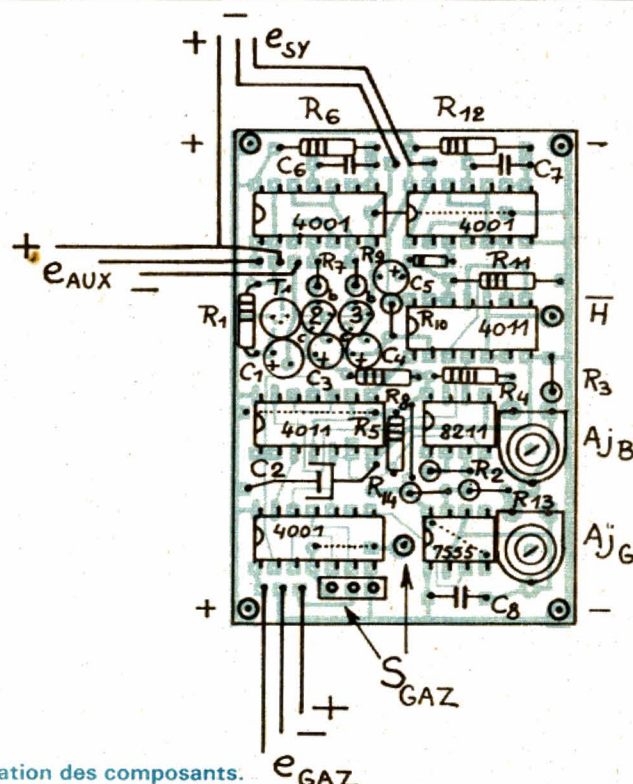 + − eSY
R6 R12
+ −
C6 C7
4001 4001
+
eAUX −
R7 R9
C5 R11
T1
R1 2 3
R10 4011 H̅
C1 C3 C4
R8 R4 R3
4011 R5 8211
AjB
C2 R2
R14 R13
4001 7555 AjG
C8
+ −
SGAZ
+
−
eGAZ
ation des composants.